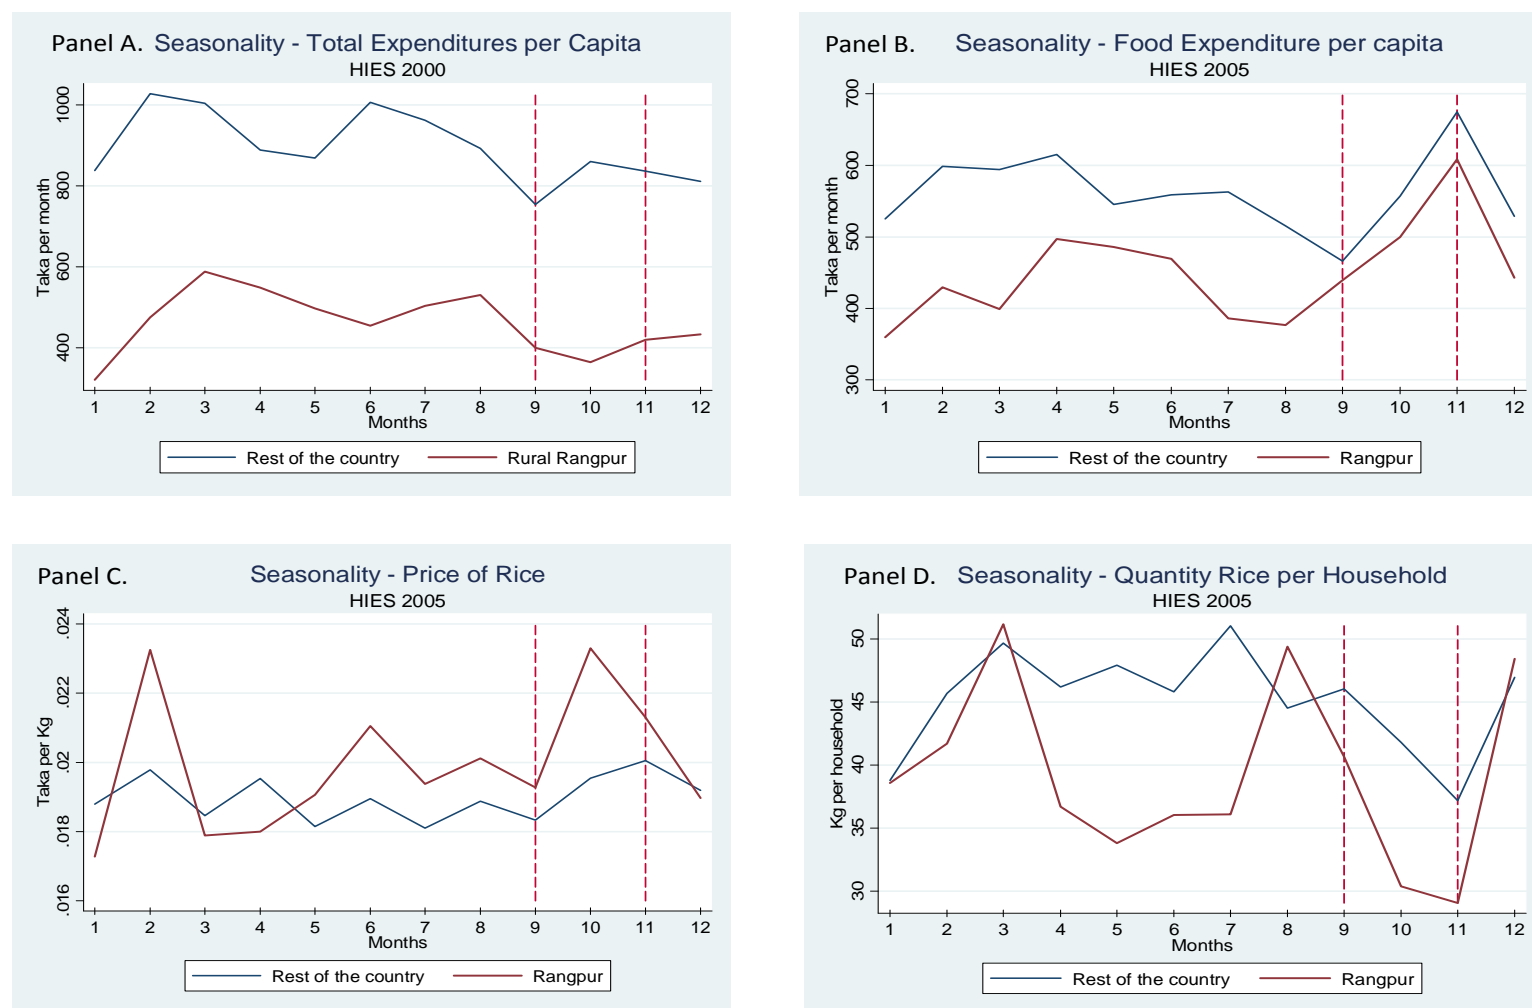 Panel A. Seasonality - Total Expenditures per Capita
HIES 2000
Taka per month
1000
800
600
400
1 2 3 4 5 6 7 8 9 10 11 12
Months
Rest of the country Rural Rangpur
Panel B. Seasonality - Food Expenditure per capita
HIES 2005
Taka per month
700
600
500
400
300
1 2 3 4 5 6 7 8 9 10 11 12
Months
Rest of the country Rangpur
Panel C. Seasonality - Price of Rice
HIES 2005
Taka per Kg
.024
.022
.02
.018
.016
1 2 3 4 5 6 7 8 9 10 11 12
Months
Rest of the country Rangpur
Panel D. Seasonality - Quantity Rice per Household
HIES 2005
Kg per household
50
45
40
35
30
1 2 3 4 5 6 7 8 9 10 11 12
Months
Rest of the country Rangpur